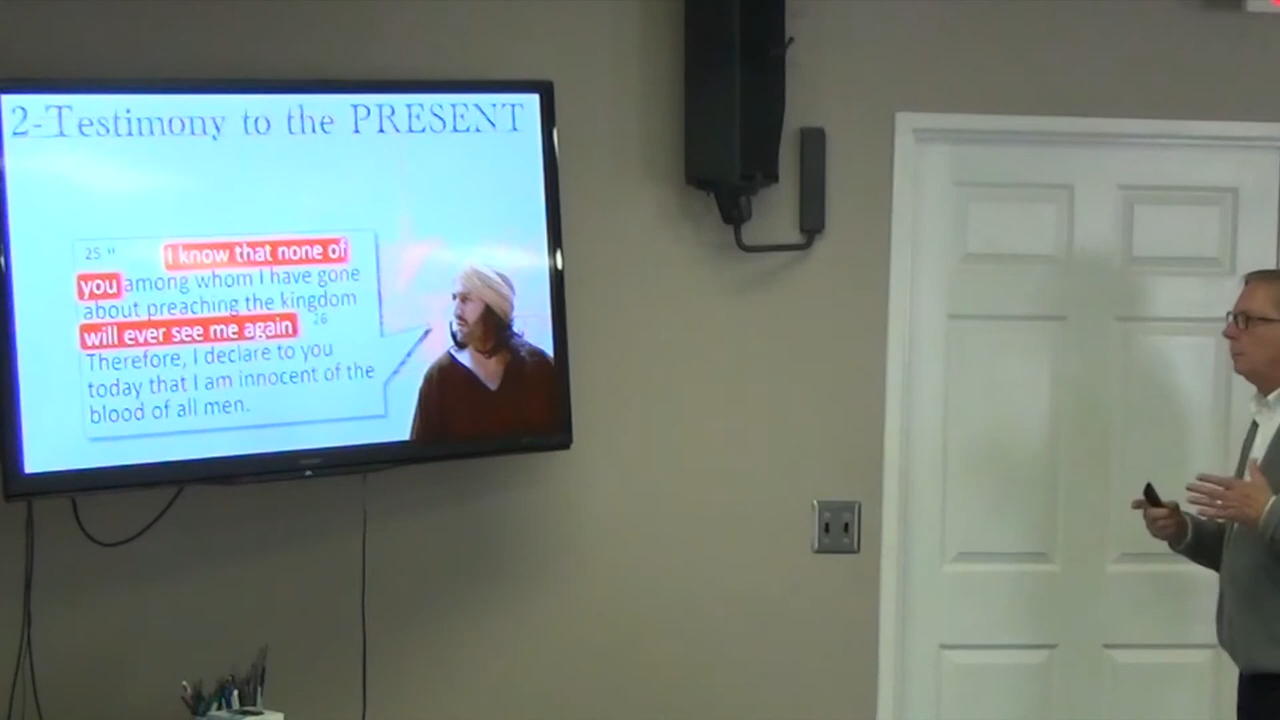 2-Testimony to the PRESENT
25 " I know that none of
you among whom I have gone
about preaching the kingdom
will ever see me again 26
Therefore, I declare to you
today that I am innocent of the
blood of all men.